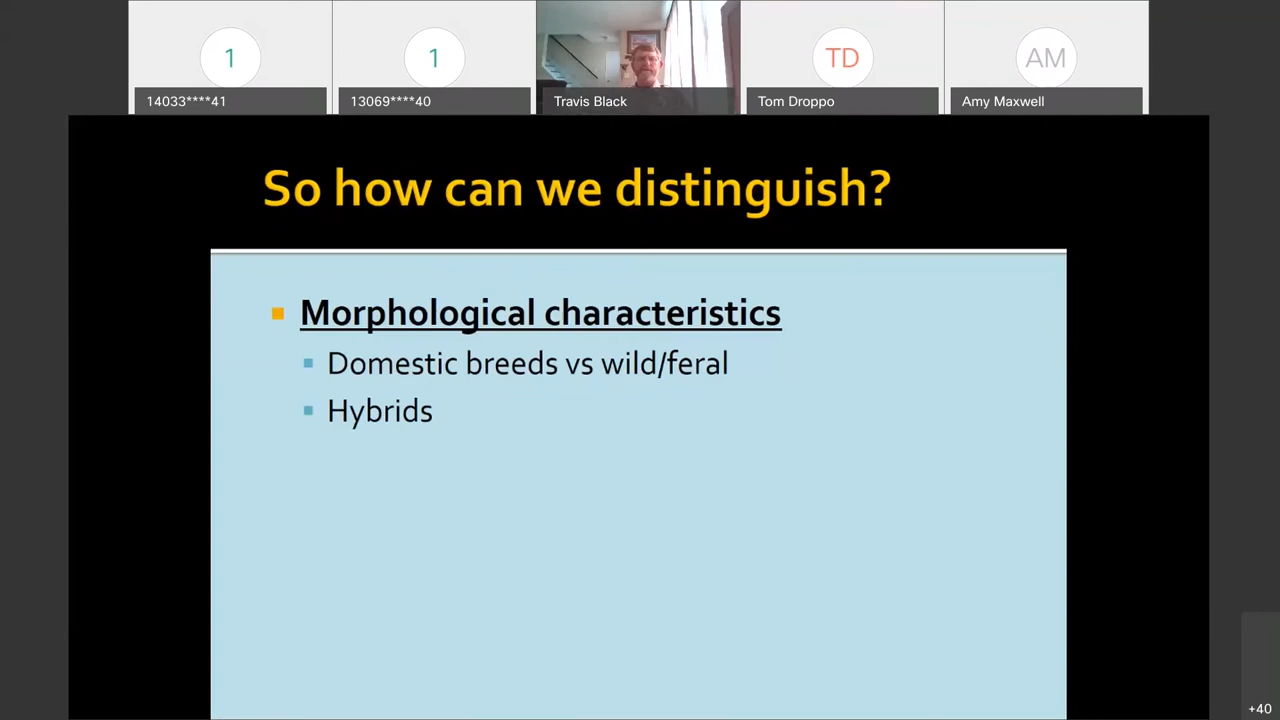 1
1
TD
AM
14033****41
13069****40
Travis Black
Tom Droppo
Amy Maxwell
So how can we distinguish?
Morphological characteristics
Domestic breeds vs wild/feral
Hybrids
+40